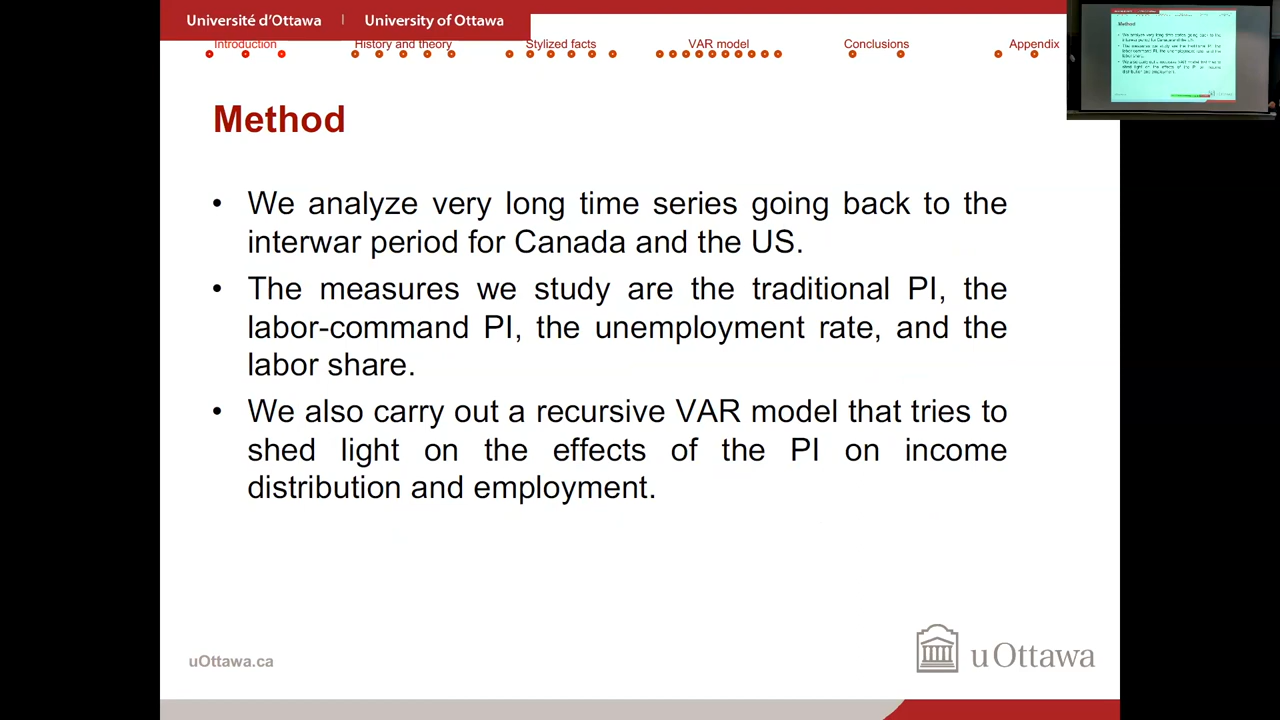 Université d'Ottawa | University of Ottawa
Introduction History and theory Stylized facts VAR model Conclusions Appendix
Method
• We analyze very long time series going back to the
interwar period for Canada and the US.
• The measures we study are the traditional PI, the
labor-command PI, the unemployment rate, and the
labor share.
• We also carry out a recursive VAR model that tries to
shed light on the effects of the PI on income
distribution and employment.
uOttawa.ca
uOttawa
Method